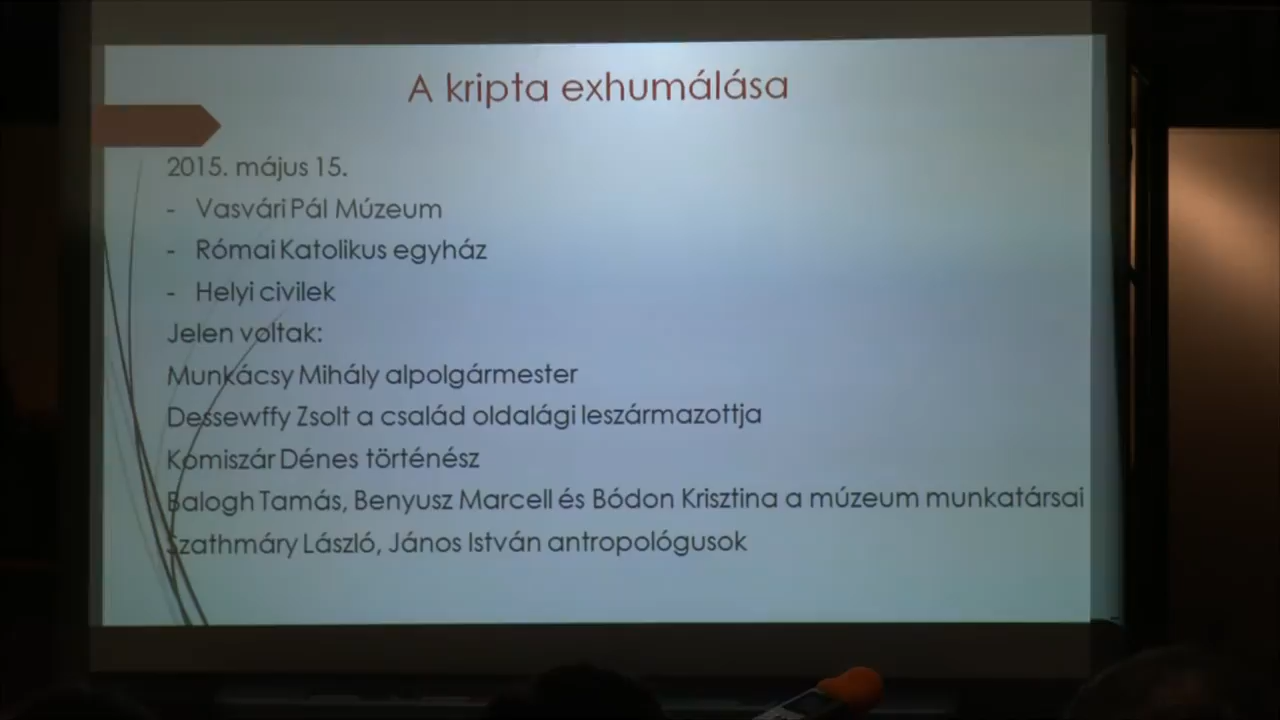 A kripta exhumálása
2015. május 15.
- Vasvári Pál Múzeum
- Római Katolikus egyház
- Helyi civilek
Jelen voltak:
Munkácsy Mihály alpolgármester
Dessewffy Zsolt a család oldalági leszármazottja
Komiszár Dénes történész
Balogh Tamás, Benyusz Marcell és Bódon Krisztina a múzeum munkatársai
Szathmáry László, János István antropológusok